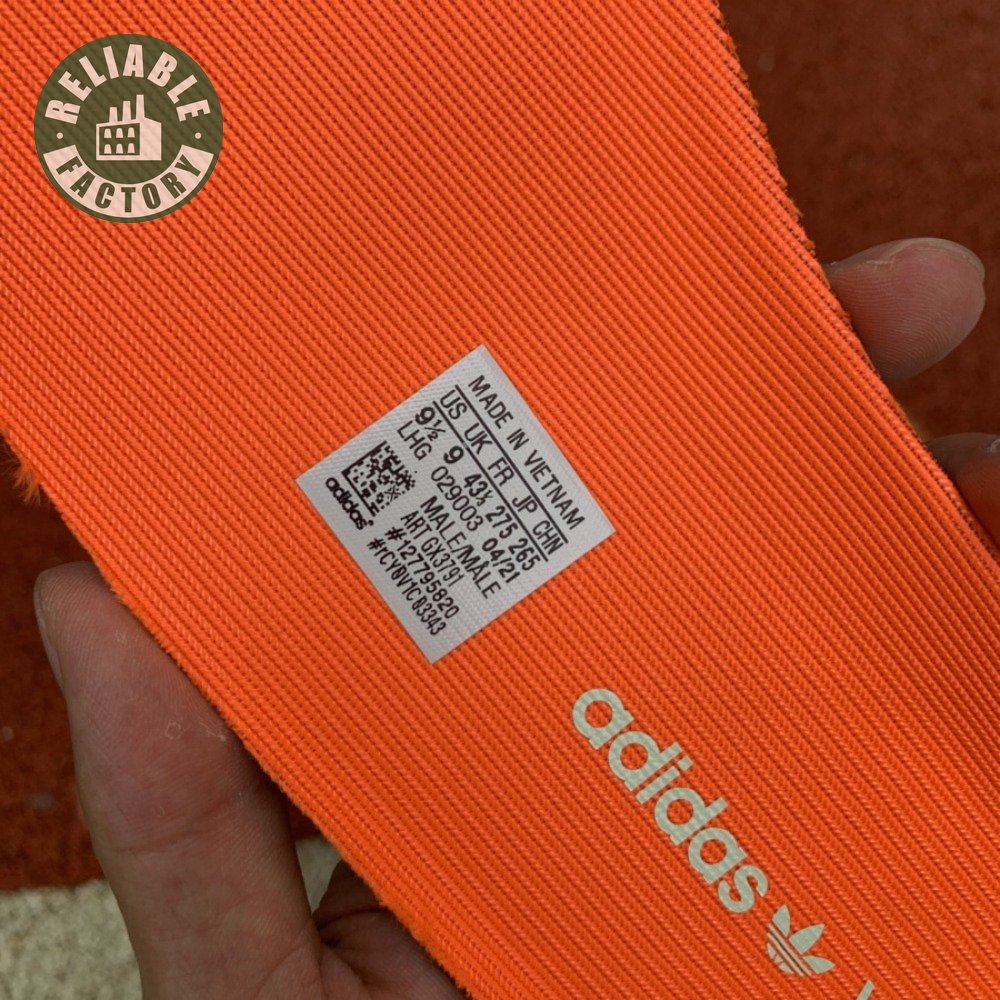 RELIABLE
FACTORY
MADE IN VIETNAM
US UK FR JP CHN
9½ 9 43⅓ 275 265
LHG 029003 04/21
MALE/MÂLE
ART GX3791
#127795820
adidas
adidas